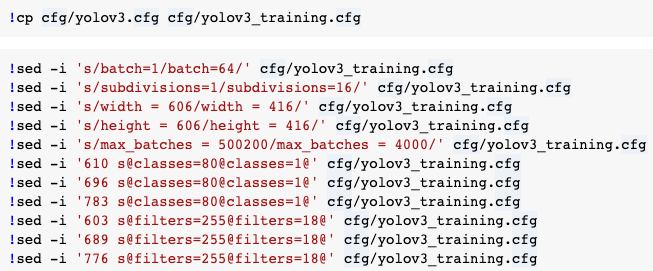 !cp cfg/yolov3.cfg cfg/yolov3_training.cfg
!sed -i 's/batch=1/batch=64/' cfg/yolov3_training.cfg
!sed -i 's/subdivisions=1/subdivisions=16/' cfg/yolov3_training.cfg
!sed -i 's/width = 606/width = 416/' cfg/yolov3_training.cfg
!sed -i 's/height = 606/height = 416/' cfg/yolov3_training.cfg
!sed -i 's/max_batches = 500200/max_batches = 4000/' cfg/yolov3_training.cfg
!sed -i '610 s@classes=80@classes=1@' cfg/yolov3_training.cfg
!sed -i '696 s@classes=80@classes=1@' cfg/yolov3_training.cfg
!sed -i '783 s@classes=80@classes=1@' cfg/yolov3_training.cfg
!sed -i '603 s@filters=255@filters=18@' cfg/yolov3_training.cfg
!sed -i '689 s@filters=255@filters=18@' cfg/yolov3_training.cfg
!sed -i '776 s@filters=255@filters=18@' cfg/yolov3_training.cfg